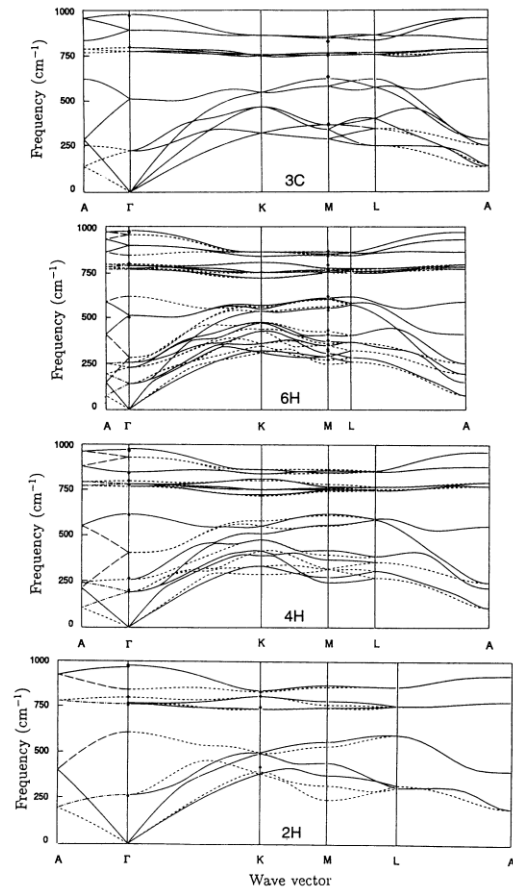 1000
750
500
250
0
Frequency (cm⁻¹)
3C
A Γ K M L A
1000
750
500
250
0
Frequency (cm⁻¹)
6H
A Γ K M L A
1000
750
500
250
0
Frequency (cm⁻¹)
4H
A Γ K M L A
1000
750
500
250
0
Frequency (cm⁻¹)
2H
A Γ K M L A
Wave vector